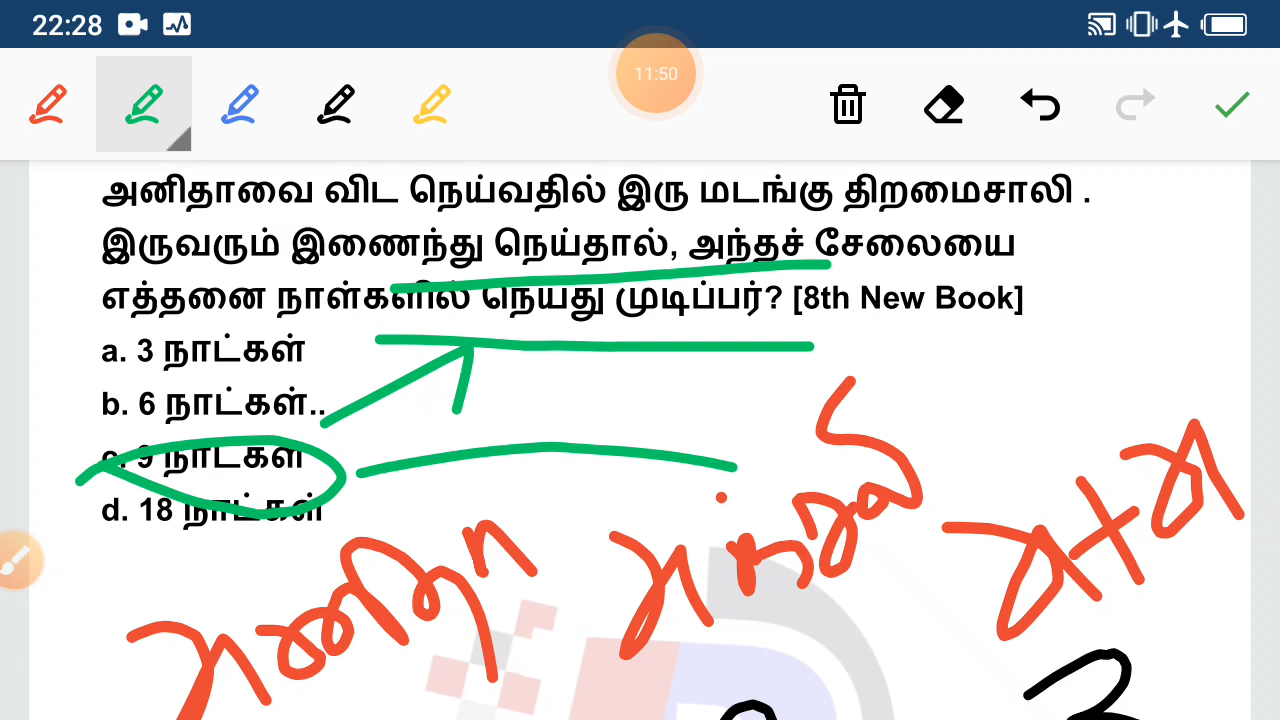 22:28
11:50
அனிதாவை விட நெய்வதில் இரு மடங்கு திறமைசாலி .
இருவரும் இணைந்து நெய்தால், அந்தச் சேலையை
எத்தனை நாள்களில் நெய்து முடிப்பர்? [8th New Book]
a. 3 நாட்கள்
b. 6 நாட்கள்..
c. 9 நாட்கள்
d. 18 நாட்கள்